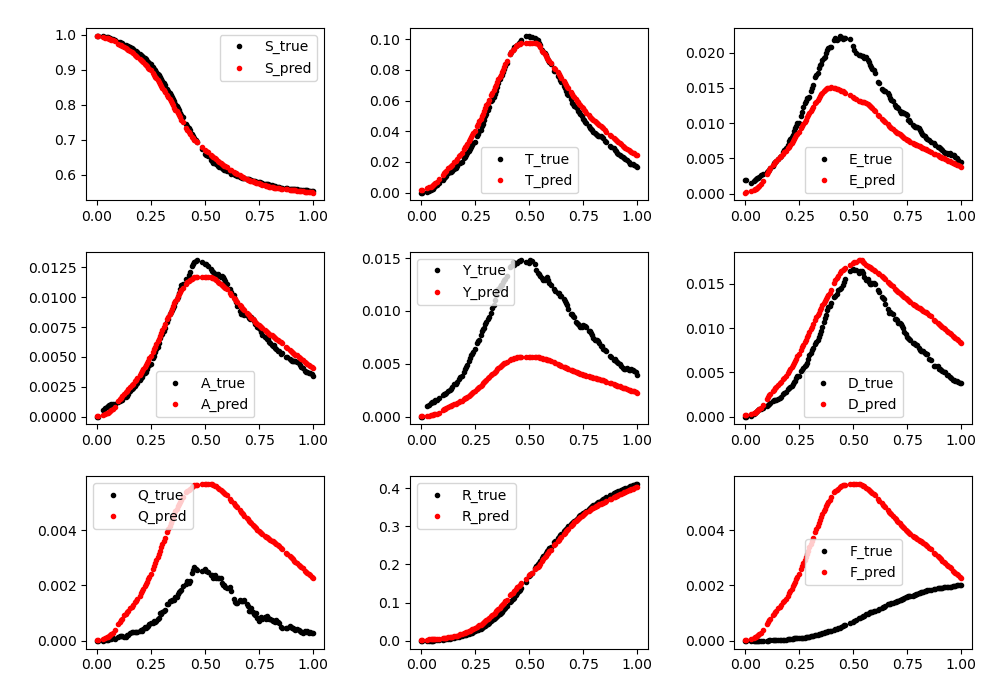 1.0
0.9
0.8
0.7
0.6
S_true
S_pred
0.00 0.25 0.50 0.75 1.00
0.10
0.08
0.06
0.04
0.02
0.00
T_true
T_pred
0.00 0.25 0.50 0.75 1.00
0.020
0.015
0.010
0.005
0.000
E_true
E_pred
0.00 0.25 0.50 0.75 1.00
0.0125
0.0100
0.0075
0.0050
0.0025
0.0000
A_true
A_pred
0.00 0.25 0.50 0.75 1.00
0.015
0.010
0.005
0.000
Y_true
Y_pred
0.00 0.25 0.50 0.75 1.00
0.015
0.010
0.005
0.000
D_true
D_pred
0.00 0.25 0.50 0.75 1.00
0.004
0.002
0.000
Q_true
Q_pred
0.00 0.25 0.50 0.75 1.00
0.4
0.3
0.2
0.1
0.0
R_true
R_pred
0.00 0.25 0.50 0.75 1.00
0.004
0.002
0.000
F_true
F_pred
0.00 0.25 0.50 0.75 1.00